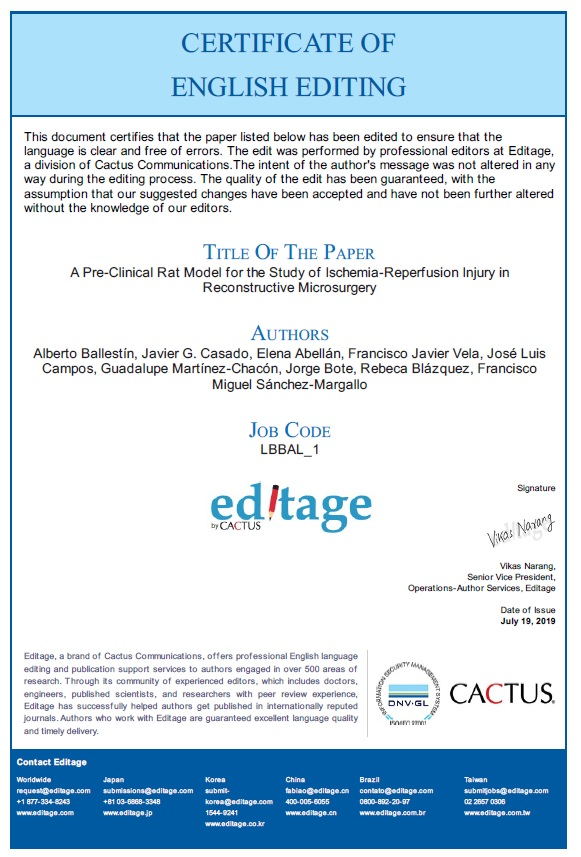 CERTIFICATE OF
ENGLISH EDITING
This document certifies that the paper listed below has been edited to ensure that the
language is clear and free of errors. The edit was performed by professional editors at Editage,
a division of Cactus Communications.The intent of the author's message was not altered in any
way during the editing process. The quality of the edit has been guaranteed, with the
assumption that our suggested changes have been accepted and have not been further altered
without the knowledge of our editors.
TITLE OF THE PAPER
A Pre-Clinical Rat Model for the Study of Ischemia-Reperfusion Injury in
Reconstructive Microsurgery
AUTHORS
Alberto Ballestín, Javier G. Casado, Elena Abellán, Francisco Javier Vela, José Luis
Campos, Guadalupe Martínez-Chacón, Jorge Bote, Rebeca Blázquez, Francisco
Miguel Sánchez-Margallo
JOB CODE
LBBAL_1
editage
by CACTUS
Signature
Vikas Narang
Vikas Narang,
Senior Vice President,
Operations-Author Services, Editage
Date of Issue
July 19, 2019
Editage, a brand of Cactus Communications, offers professional English language
editing and publication support services to authors engaged in over 500 areas of
research. Through its community of experienced editors, which includes doctors,
engineers, published scientists, and researchers with peer review experience,
Editage has successfully helped authors get published in internationally reputed
journals. Authors who work with Editage are guaranteed excellent language quality
and timely delivery.
INFORMATION SECURITY MANAGEMENT SYSTEM
DNV·GL
ISO/IEC 27001
CACTUS.
Contact Editage
Worldwide
request@editage.com
+1 877-334-8243
www.editage.com
Japan
submissions@editage.com
+81 03-6868-3348
www.editage.jp
Korea
submit-
korea@editage.com
1544-9241
www.editage.co.kr
China
fabiao@editage.cn
400-005-6055
www.editage.cn
Brazil
contato@editage.com
0800-892-20-97
www.editage.com.br
Taiwan
submitjobs@editage.com
02 2657 0306
www.editage.com.tw